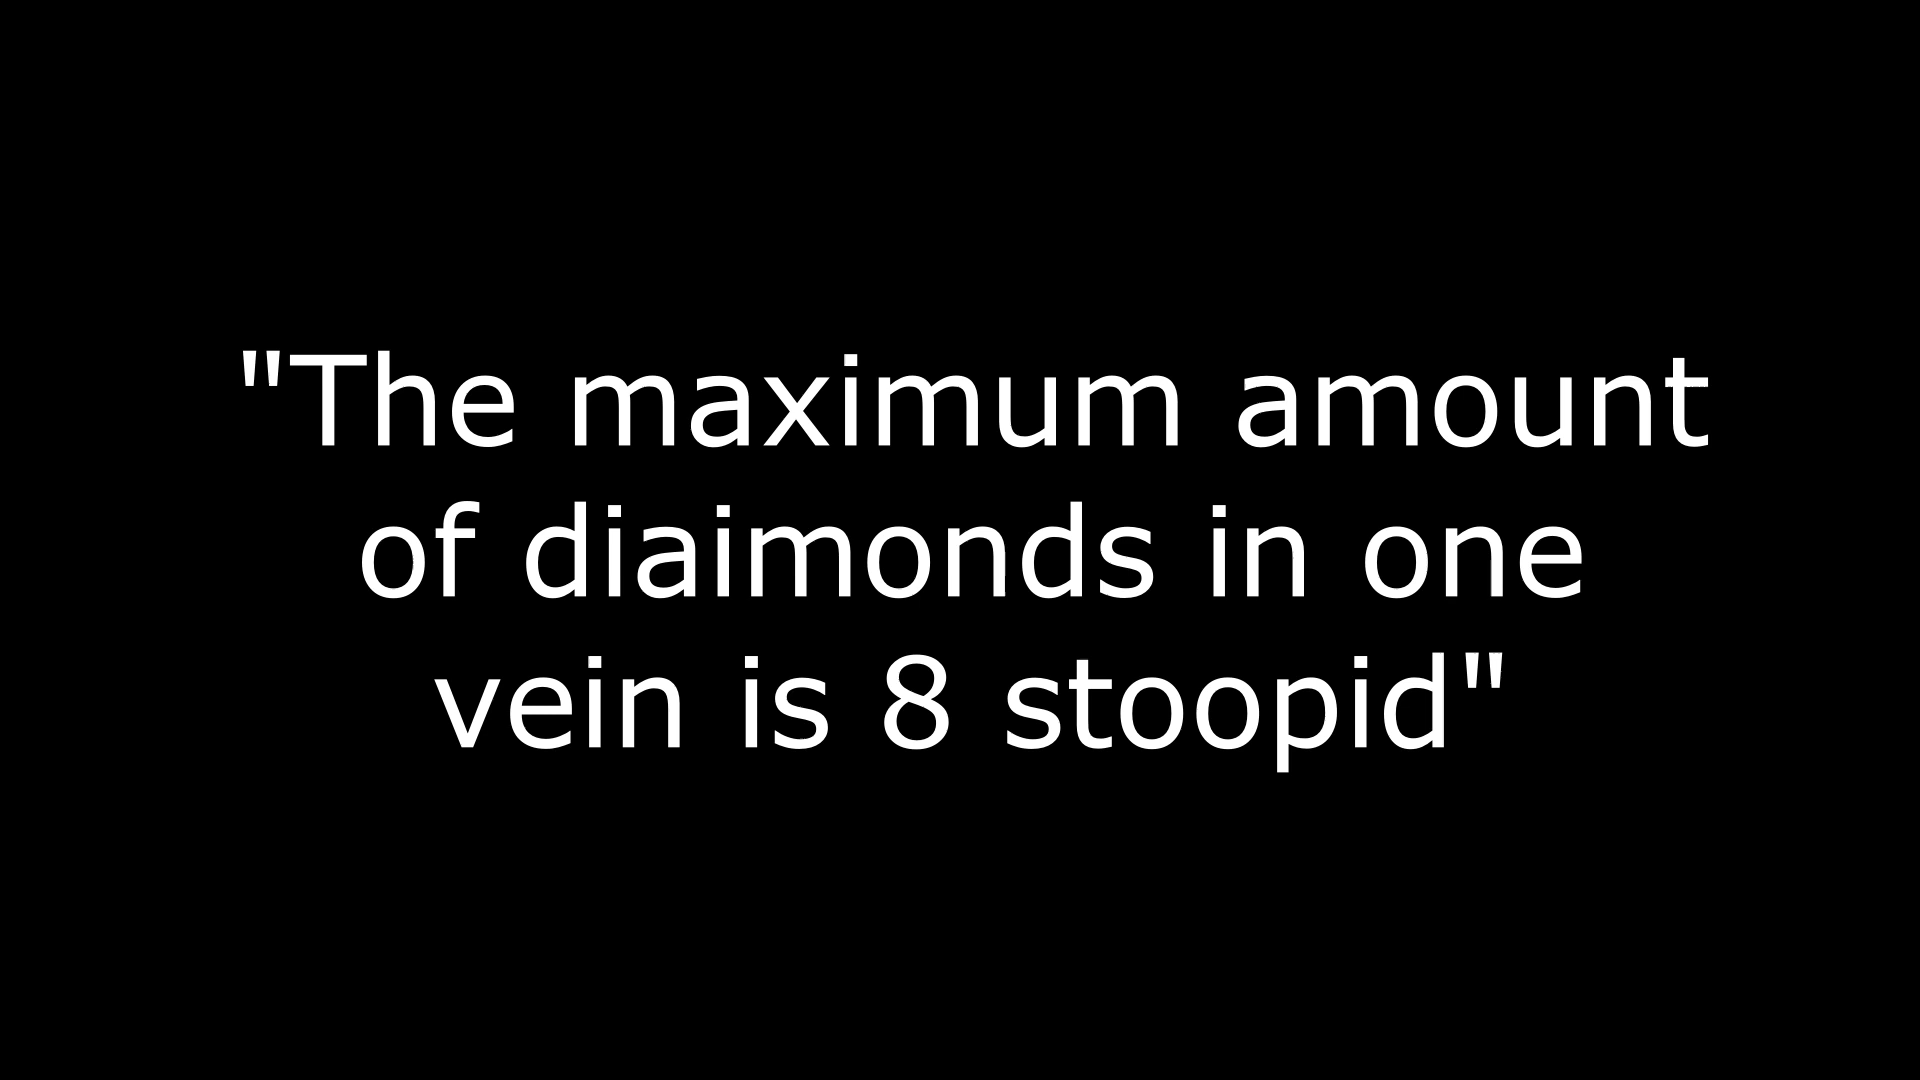 "The maximum amount
of diaimonds in one
vein is 8 stoopid"